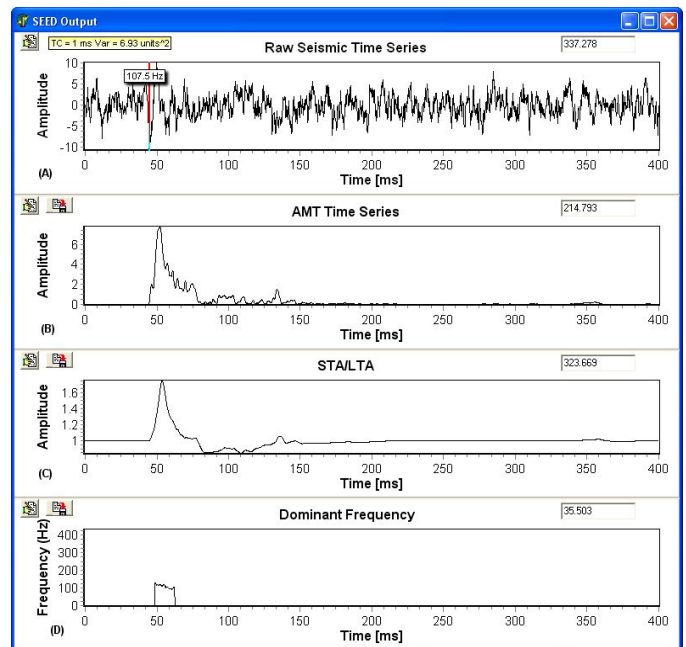 SEED Output
TC = 1 ms Var = 6.93 units^2
Raw Seismic Time Series
337.278
107.5 Hz
Amplitude
10
5
0
-5
-10
0 50 100 150 200 250 300 350 400
Time [ms]
(A)
AMT Time Series
214.793
Amplitude
6
4
2
0
0 50 100 150 200 250 300 350 400
Time [ms]
(B)
STA/LTA
323.669
Amplitude
1.6
1.4
1.2
1
0 50 100 150 200 250 300 350 400
Time [ms]
(C)
Dominant Frequency
35.503
Frequency (Hz)
400
300
200
100
0
0 50 100 150 200 250 300 350 400
Time [ms]
(D)